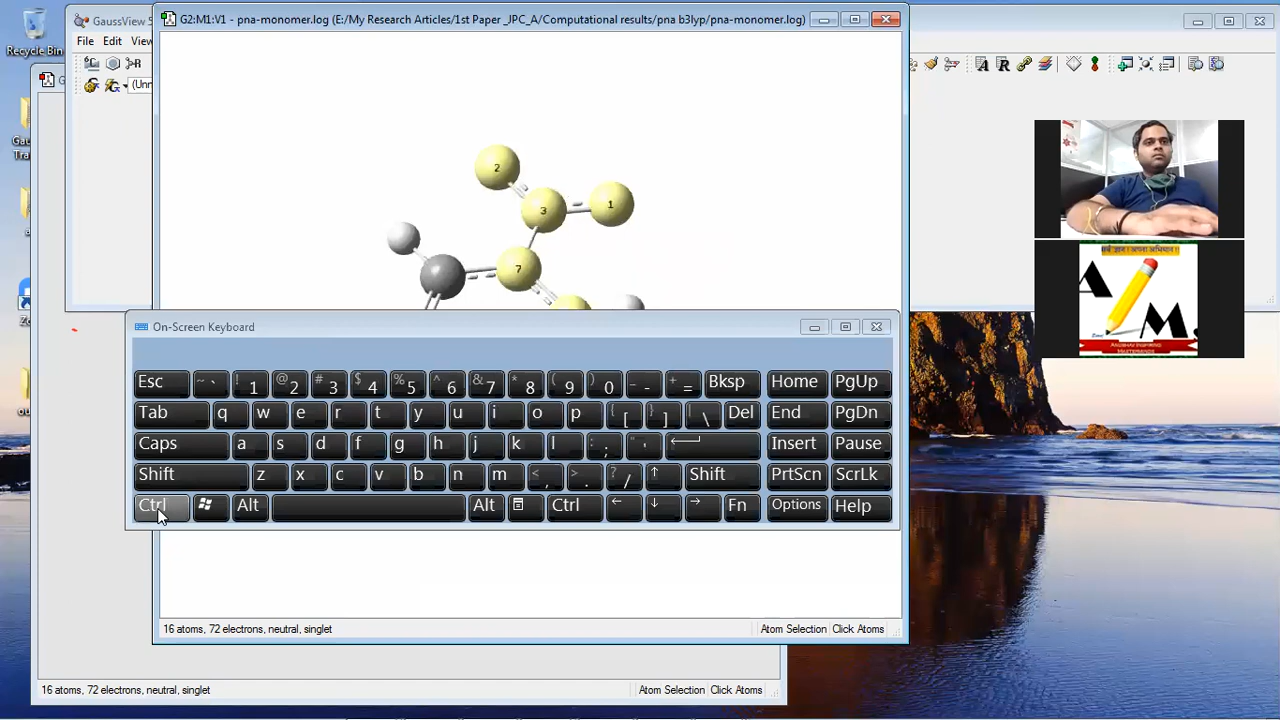 Recycle Bin
GaussView 5
File Edit View
G2:M1:V1 - pna-monomer.log (E:/My Research Articles/1st Paper _JPC_A/Computational results/pna b3lyp/pna-monomer.log)
2
3
1
7
On-Screen Keyboard
Esc ~ ` ! 1 @ 2 # 3 $ 4 % 5 ^ 6 & 7 * 8 ( 9 ) 0 _ - + = Bksp Home PgUp
Tab q w e r t y u i o p { [ } ] | \ Del End PgDn
Caps a s d f g h j k l : ; " ' Insert Pause
Shift z x c v b n m < , > . ? / ↑ Shift PrtScn ScrLk
Ctrl Alt Alt Ctrl ← ↓ → Fn Options Help
16 atoms, 72 electrons, neutral, singlet Atom Selection Click Atoms
16 atoms, 72 electrons, neutral, singlet Atom Selection Click Atoms
A
M.
ANUBHAV INSPIRING
MASTERMINDS